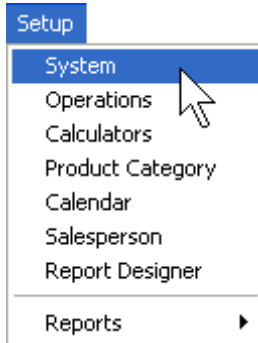 Setup
System
Operations
Calculators
Product Category
Calendar
Salesperson
Report Designer
Reports